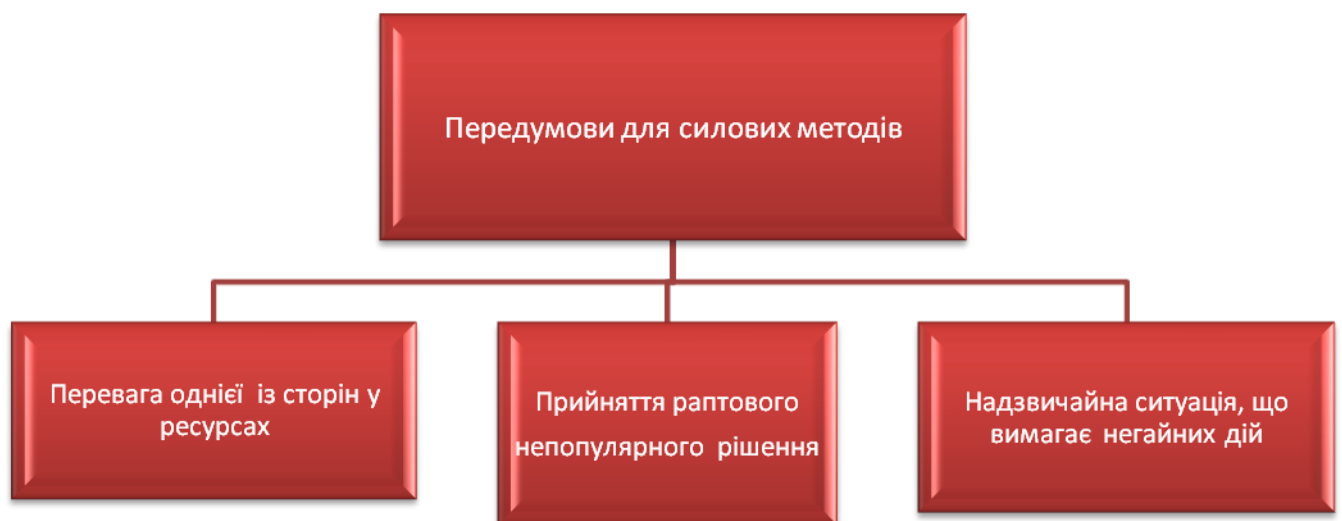 Передумови для силових методів
Перевага однієї із сторін у
ресурсах
Прийняття раптового
непопулярного рішення
Надзвичайна ситуація, що
вимагає негайних дій